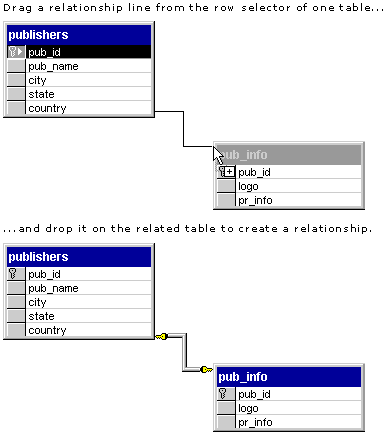 Drag a relationship line from the row selector of one table...
publishers
pub_id
pub_name
city
state
country
pub_info
pub_id
logo
pr_info
...and drop it on the related table to create a relationship.
publishers
pub_id
pub_name
city
state
country
pub_info
pub_id
logo
pr_info